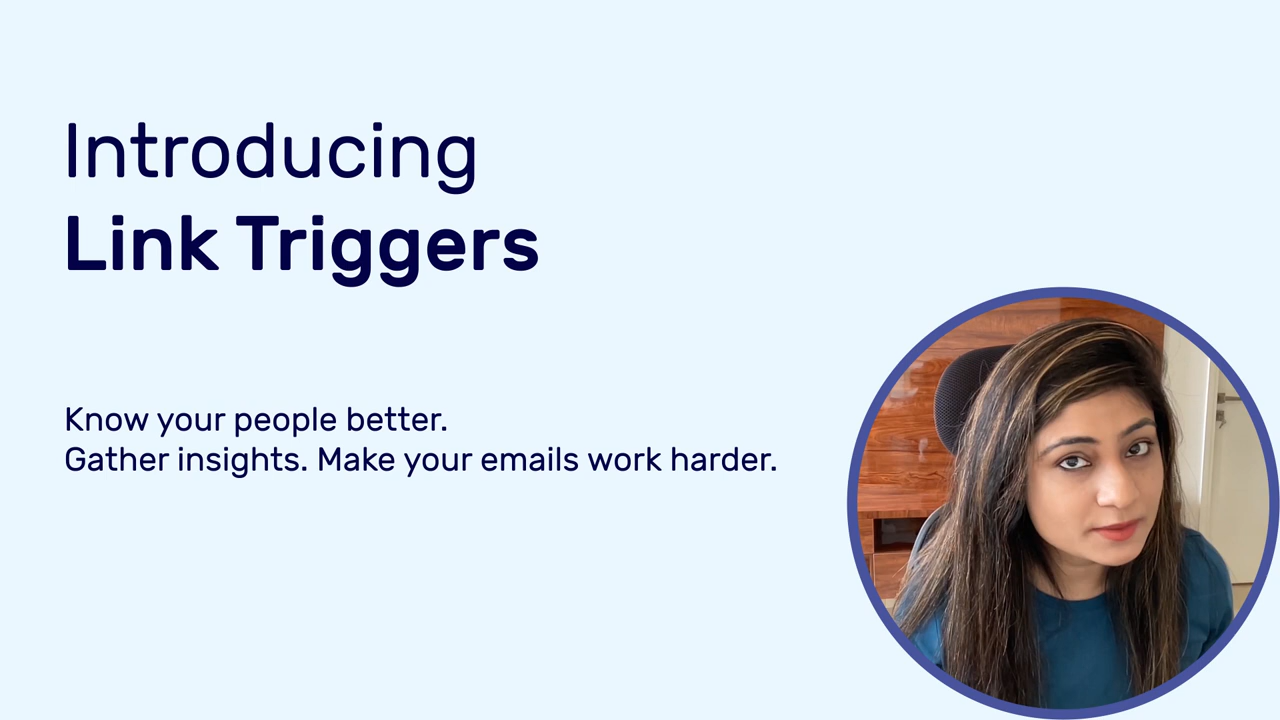 Introducing
Link Triggers
Know your people better.
Gather insights. Make your emails work harder.